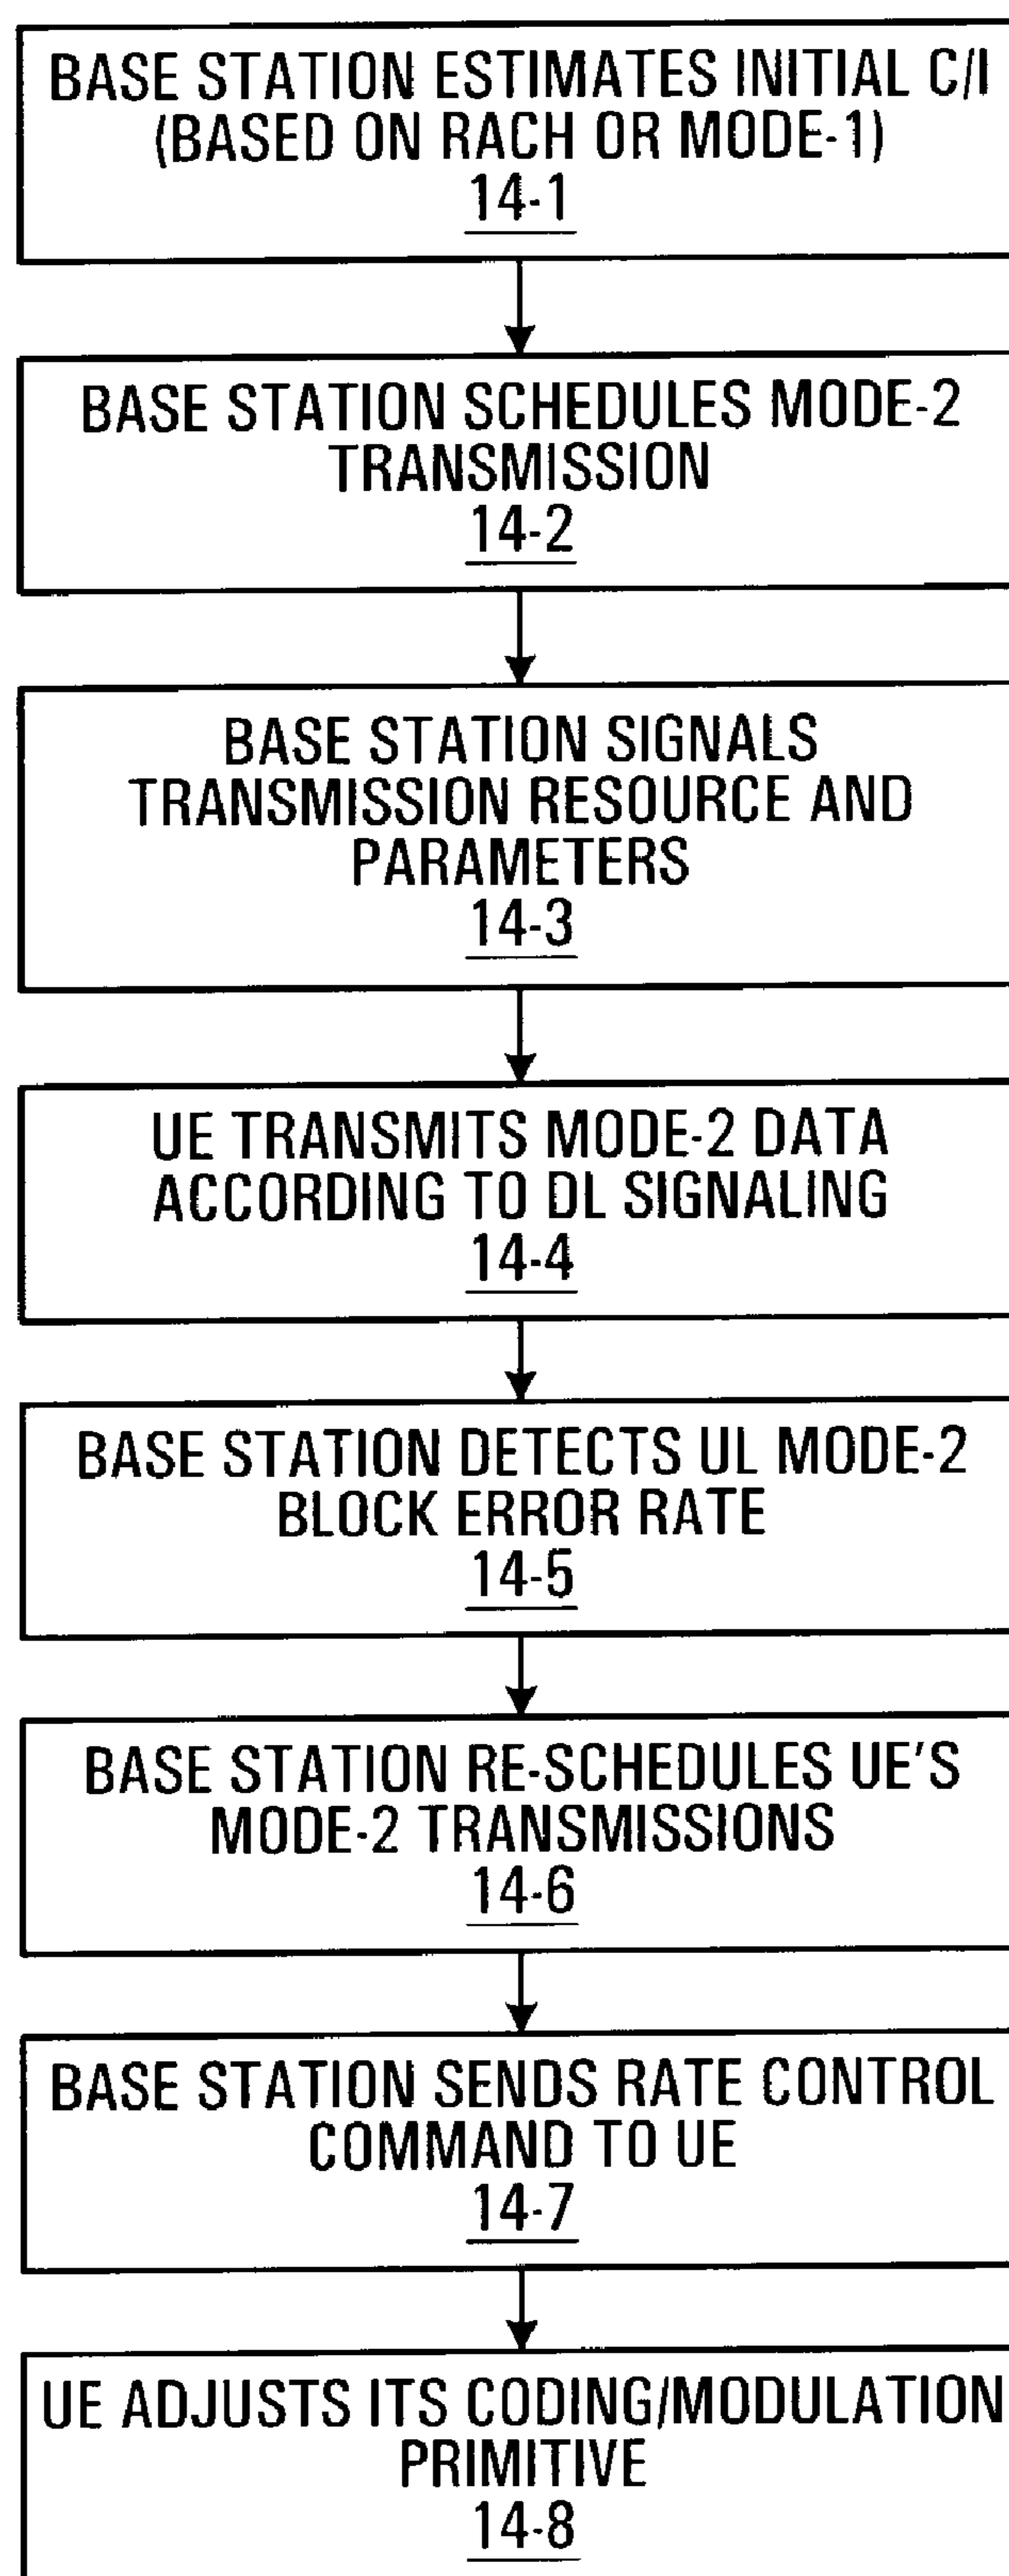 BASE STATION ESTIMATES INITIAL C/I
(BASED ON RACH OR MODE-1)
14-1
BASE STATION SCHEDULES MODE-2
TRANSMISSION
14-2
BASE STATION SIGNALS
TRANSMISSION RESOURCE AND
PARAMETERS
14-3
UE TRANSMITS MODE-2 DATA
ACCORDING TO DL SIGNALING
14-4
BASE STATION DETECTS UL MODE-2
BLOCK ERROR RATE
14-5
BASE STATION RE-SCHEDULES UE'S
MODE-2 TRANSMISSIONS
14-6
BASE STATION SENDS RATE CONTROL
COMMAND TO UE
14-7
UE ADJUSTS ITS CODING/MODULATION
PRIMITIVE
14-8